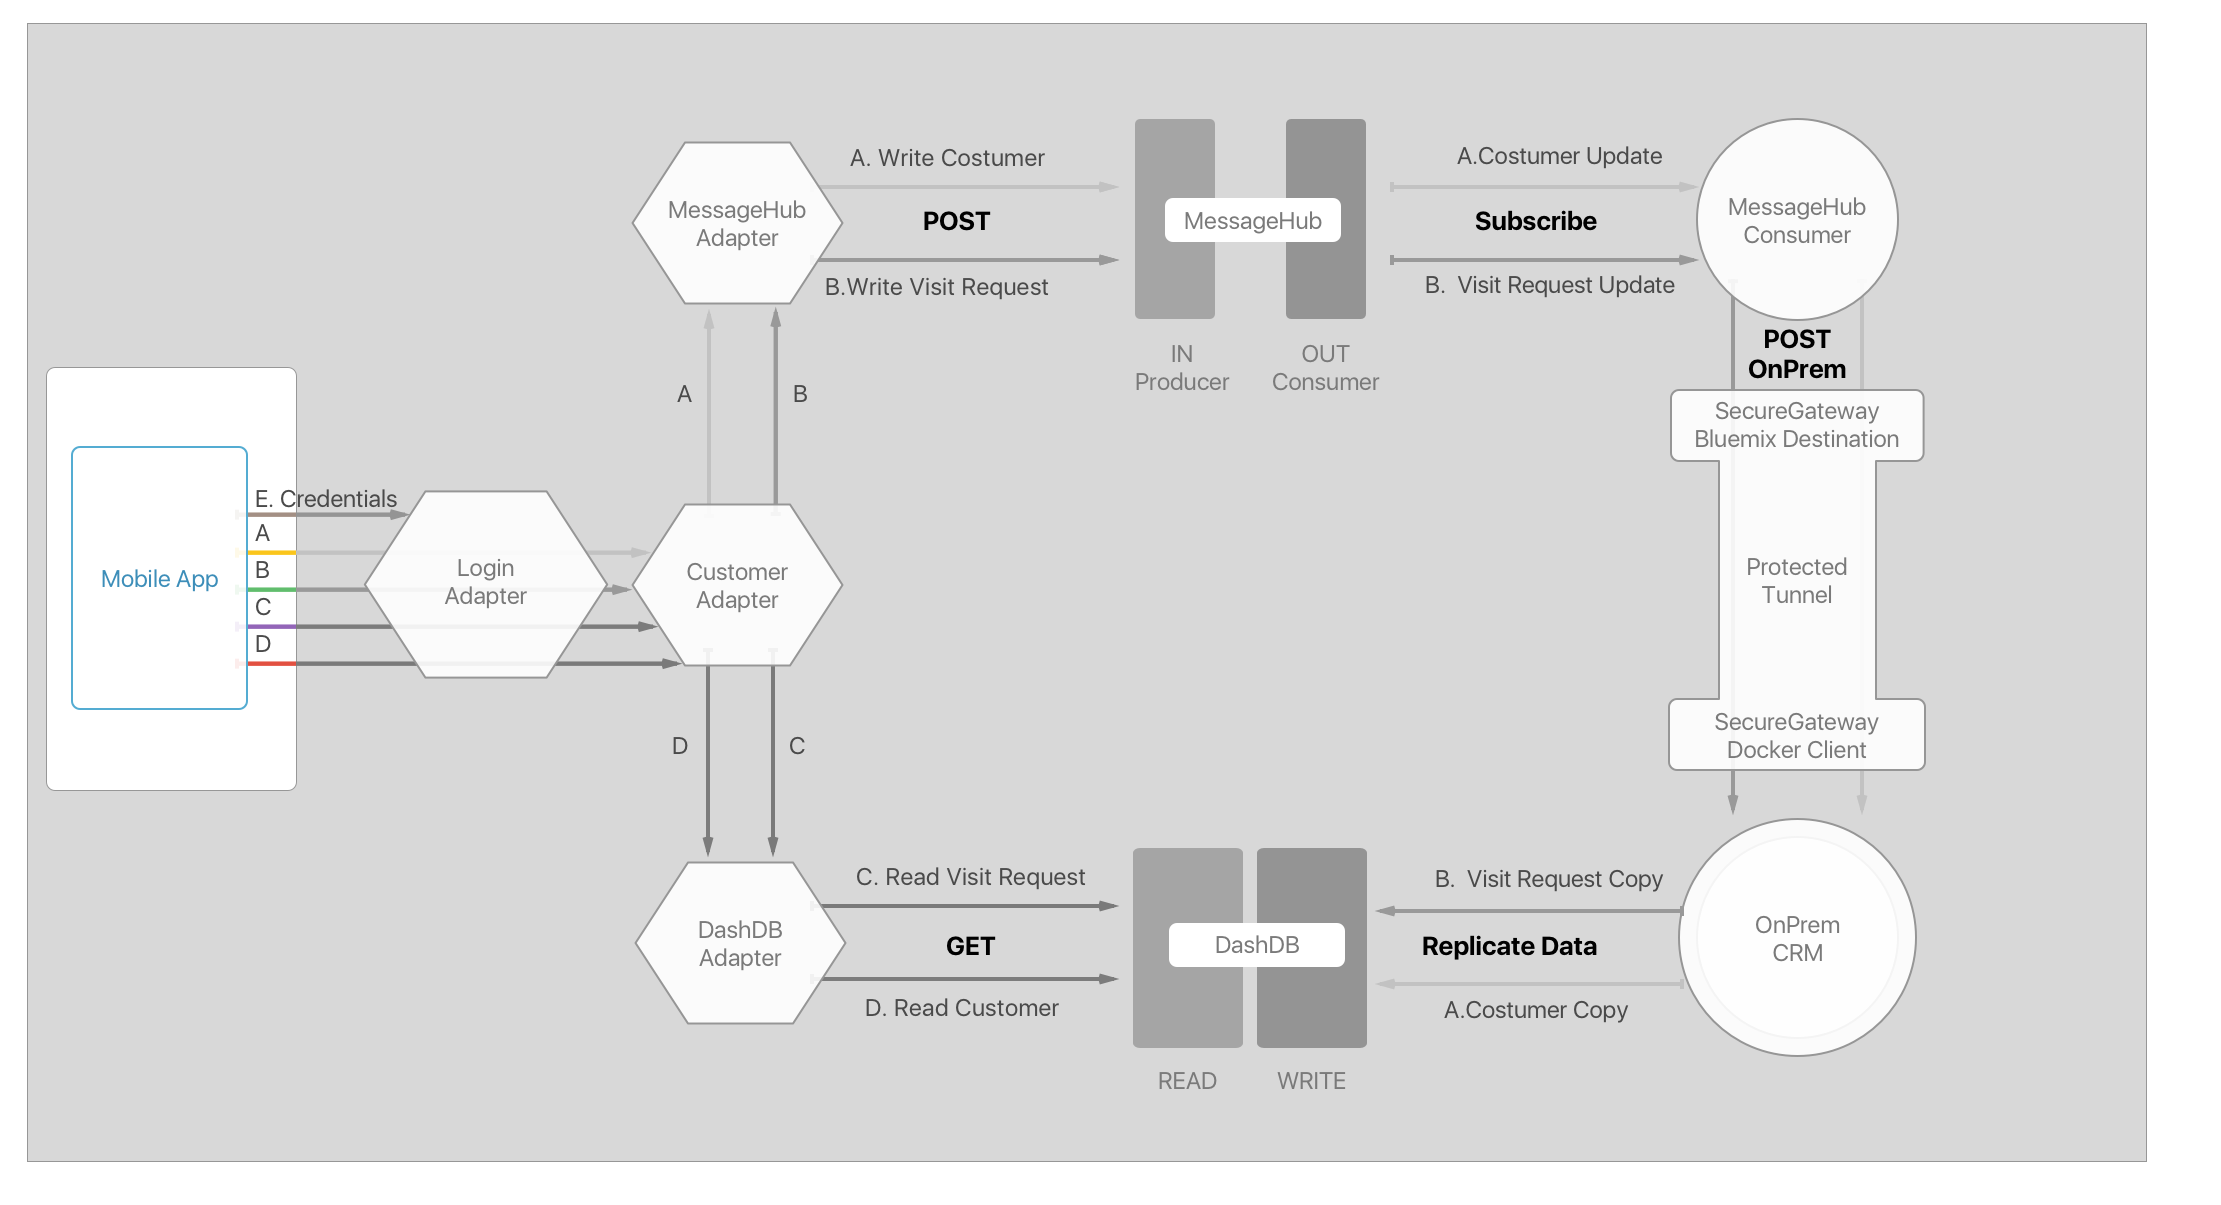 A. Write Costumer
POST
B.Write Visit Request
MessageHub
Adapter
MessageHub
IN
Producer
OUT
Consumer
A.Costumer Update
Subscribe
B.  Visit Request Update
MessageHub
Consumer
POST
OnPrem
SecureGateway
Bluemix Destination
Protected
Tunnel
SecureGateway
Docker Client
A
B
Mobile App
E. Credentials
A
B
C
D
Login
Adapter
Customer
Adapter
D
C
DashDB
Adapter
C. Read Visit Request
GET
D. Read Customer
DashDB
READ
WRITE
B.  Visit Request Copy
Replicate Data
A.Costumer Copy
OnPrem
CRM